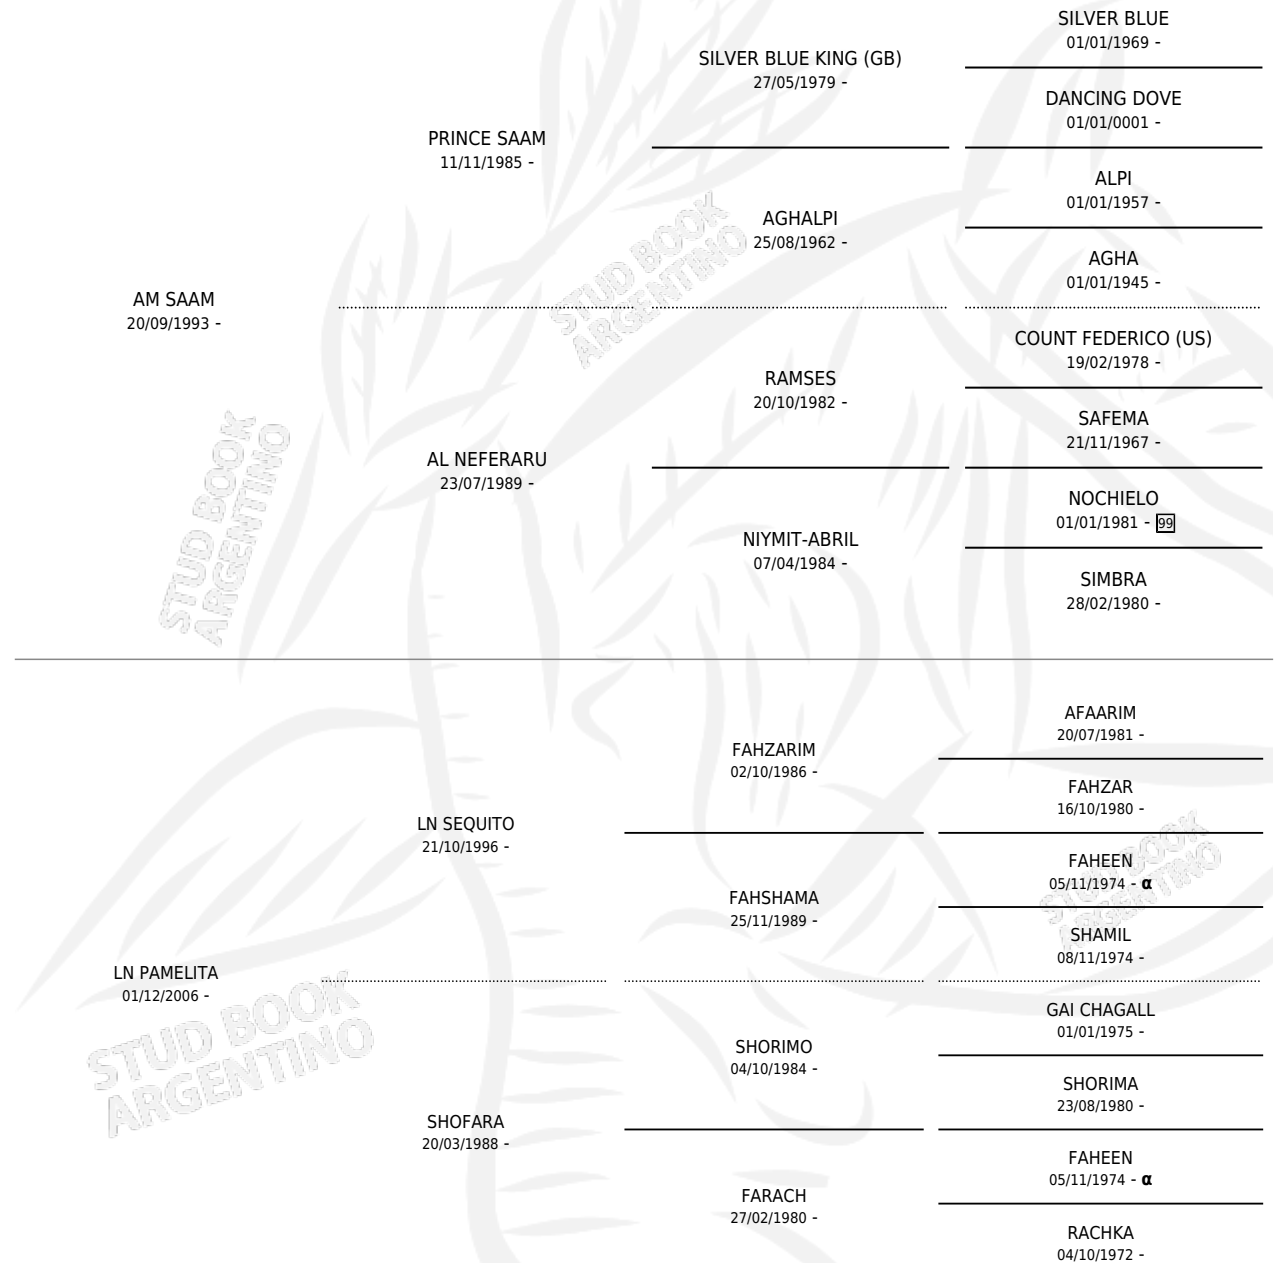 SILVER BLUE
01/01/1969 -
SILVER BLUE KING (GB)
27/05/1979 -
DANCING DOVE
01/01/0001 -
PRINCE SAAM
11/11/1985 -
ALPI
01/01/1957 -
AGHALPI
25/08/1962 -
AGHA
01/01/1945 -
AM SAAM
20/09/1993 -
COUNT FEDERICO (US)
19/02/1978 -
RAMSES
20/10/1982 -
SAFEMA
21/11/1967 -
AL NEFERARU
23/07/1989 -
NOCHIELO
01/01/1981 - 99
NIYMIT-ABRIL
07/04/1984 -
SIMBRA
28/02/1980 -
AFAARIM
20/07/1981 -
FAHZARIM
02/10/1986 -
FAHZAR
16/10/1980 -
LN SEQUITO
21/10/1996 -
FAHEEN
05/11/1974 - α
FAHSHAMA
25/11/1989 -
SHAMIL
08/11/1974 -
LN PAMELITA
01/12/2006 -
GAI CHAGALL
01/01/1975 -
SHORIMO
04/10/1984 -
SHORIMA
23/08/1980 -
SHOFARA
20/03/1988 -
FAHEEN
05/11/1974 - α
FARACH
27/02/1980 -
RACHKA
04/10/1972 -
STUD BOOK
ARGENTINO
STUD BOOK
ARGENTINO
STUD BOOK
ARGENTINO
STUD BOOK
ARGENTINO